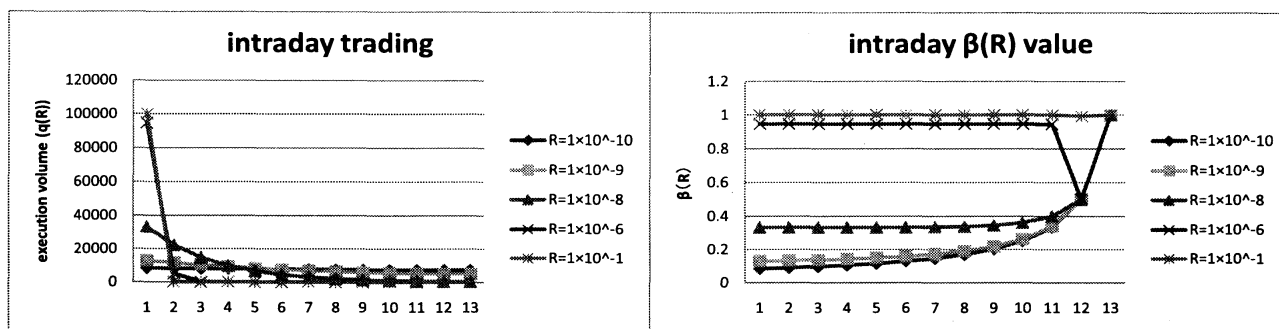 intraday trading
execution volume (q(R))
120000
100000
80000
60000
40000
20000
0
1 2 3 4 5 6 7 8 9 10 11 12 13
R=1×10^-10
R=1×10^-9
R=1×10^-8
R=1×10^-6
R=1×10^-1
intraday β(R) value
β(R)
1.2
1
0.8
0.6
0.4
0.2
0
1 2 3 4 5 6 7 8 9 10 11 12 13
R=1×10^-10
R=1×10^-9
R=1×10^-8
R=1×10^-6
R=1×10^-1